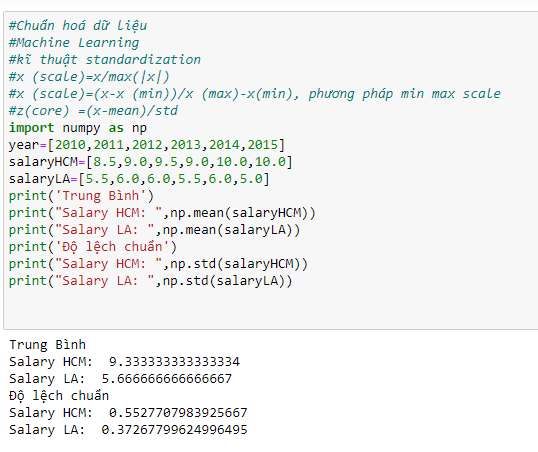 #Chuẩn hoá dữ liệu
#Machine Learning
#kĩ thuật standardization
#x (scale)=x/max(|x|)
#x (scale)=(x-x (min))/x (max)-x(min), phương pháp min max scale
#z(core) =(x-mean)/std
import numpy as np
year=[2010,2011,2012,2013,2014,2015]
salaryHCM=[8.5,9.0,9.5,9.0,10.0,10.0]
salaryLA=[5.5,6.0,6.0,5.5,6.0,5.0]
print('Trung Bình')
print("Salary HCM: ",np.mean(salaryHCM))
print("Salary LA: ",np.mean(salaryLA))
print('Độ lệch chuẩn')
print("Salary HCM: ",np.std(salaryHCM))
print("Salary LA: ",np.std(salaryLA))
Trung Bình
Salary HCM:  9.333333333333334
Salary LA:  5.666666666666667
Độ lệch chuẩn
Salary HCM:  0.5527707983925667
Salary LA:  0.37267799624996495